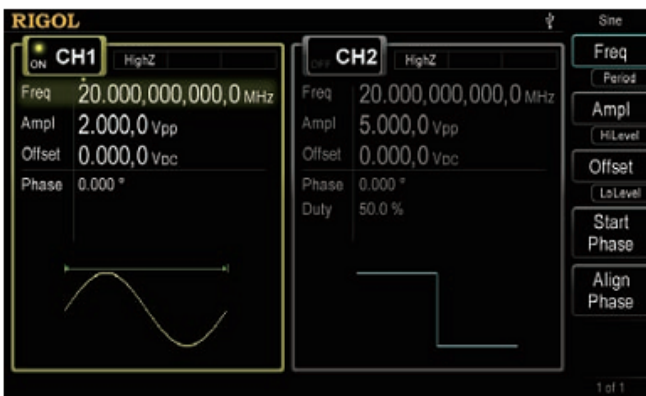 RIGOL
Sine
ON CH1 HighZ
Freq 20.000,000,000,0 MHz
Ampl 2.000,0 Vpp
Offset 0.000,0 VDC
Phase 0.000 °
OFF CH2 HighZ
Freq 20.000,000,000,0 MHz
Ampl 5.000,0 Vpp
Offset 0.000,0 VDC
Phase 0.000 °
Duty 50.0 %
Freq
Period
Ampl
HiLevel
Offset
LoLevel
Start
Phase
Align
Phase
1 of 1